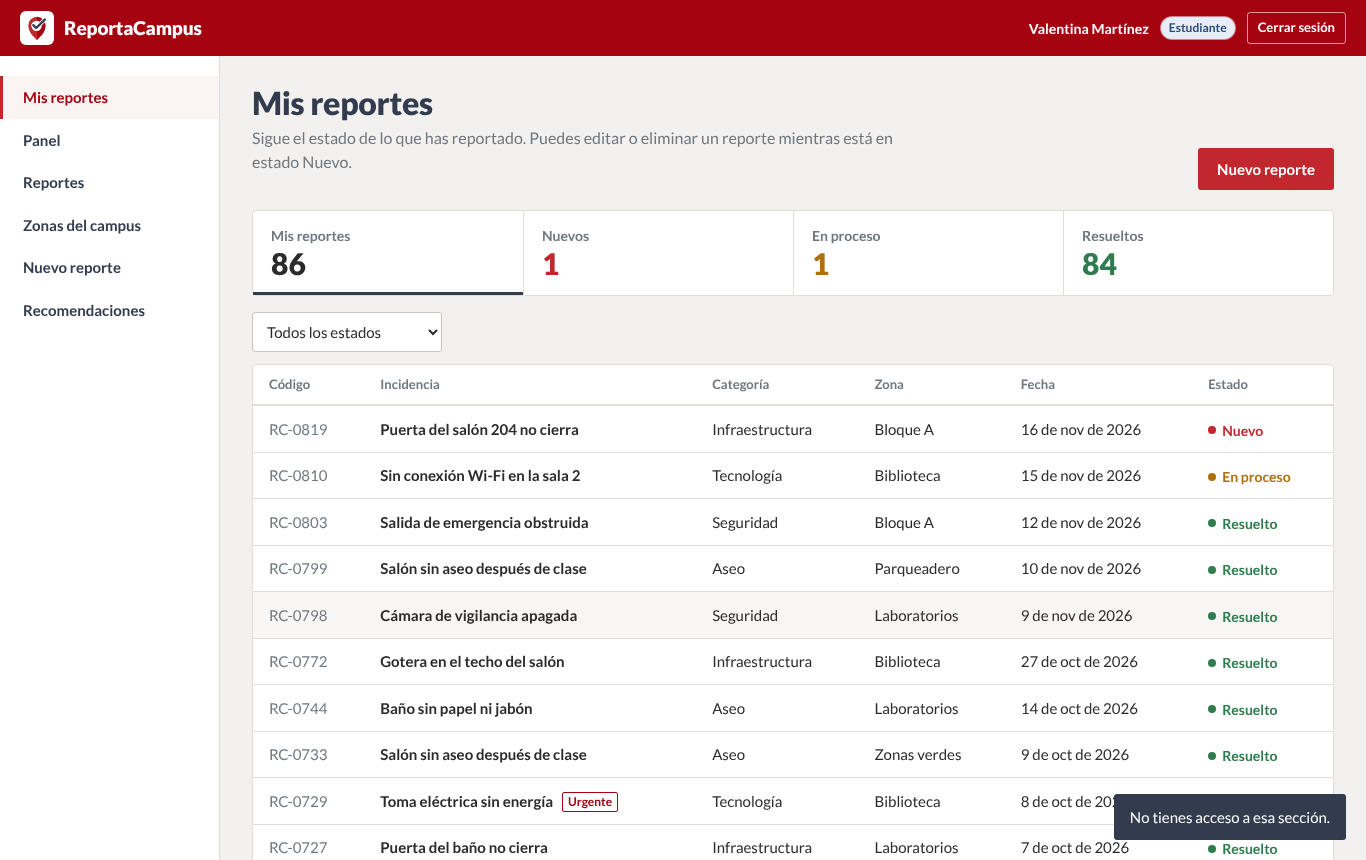 ReportaCampus
Valentina Martínez
Estudiante
Cerrar sesión
Mis reportes
Panel
Reportes
Zonas del campus
Nuevo reporte
Recomendaciones
Mis reportes
Sigue el estado de lo que has reportado. Puedes editar o eliminar un reporte mientras está en
estado Nuevo.
Nuevo reporte
Mis reportes
86
Nuevos
1
En proceso
1
Resueltos
84
Todos los estados
Código Incidencia Categoría Zona Fecha Estado
RC-0819 Puerta del salón 204 no cierra Infraestructura Bloque A 16 de nov de 2026 Nuevo
RC-0810 Sin conexión Wi-Fi en la sala 2 Tecnología Biblioteca 15 de nov de 2026 En proceso
RC-0803 Salida de emergencia obstruida Seguridad Bloque A 12 de nov de 2026 Resuelto
RC-0799 Salón sin aseo después de clase Aseo Parqueadero 10 de nov de 2026 Resuelto
RC-0798 Cámara de vigilancia apagada Seguridad Laboratorios 9 de nov de 2026 Resuelto
RC-0772 Gotera en el techo del salón Infraestructura Biblioteca 27 de oct de 2026 Resuelto
RC-0744 Baño sin papel ni jabón Aseo Laboratorios 14 de oct de 2026 Resuelto
RC-0733 Salón sin aseo después de clase Aseo Zonas verdes 9 de oct de 2026 Resuelto
RC-0729 Toma eléctrica sin energía Urgente Tecnología Biblioteca 8 de oct de
RC-0727 Puerta del baño no cierra Infraestructura Laboratorios 7 de oct de 2026 Resuelto
No tienes acceso a esa sección.